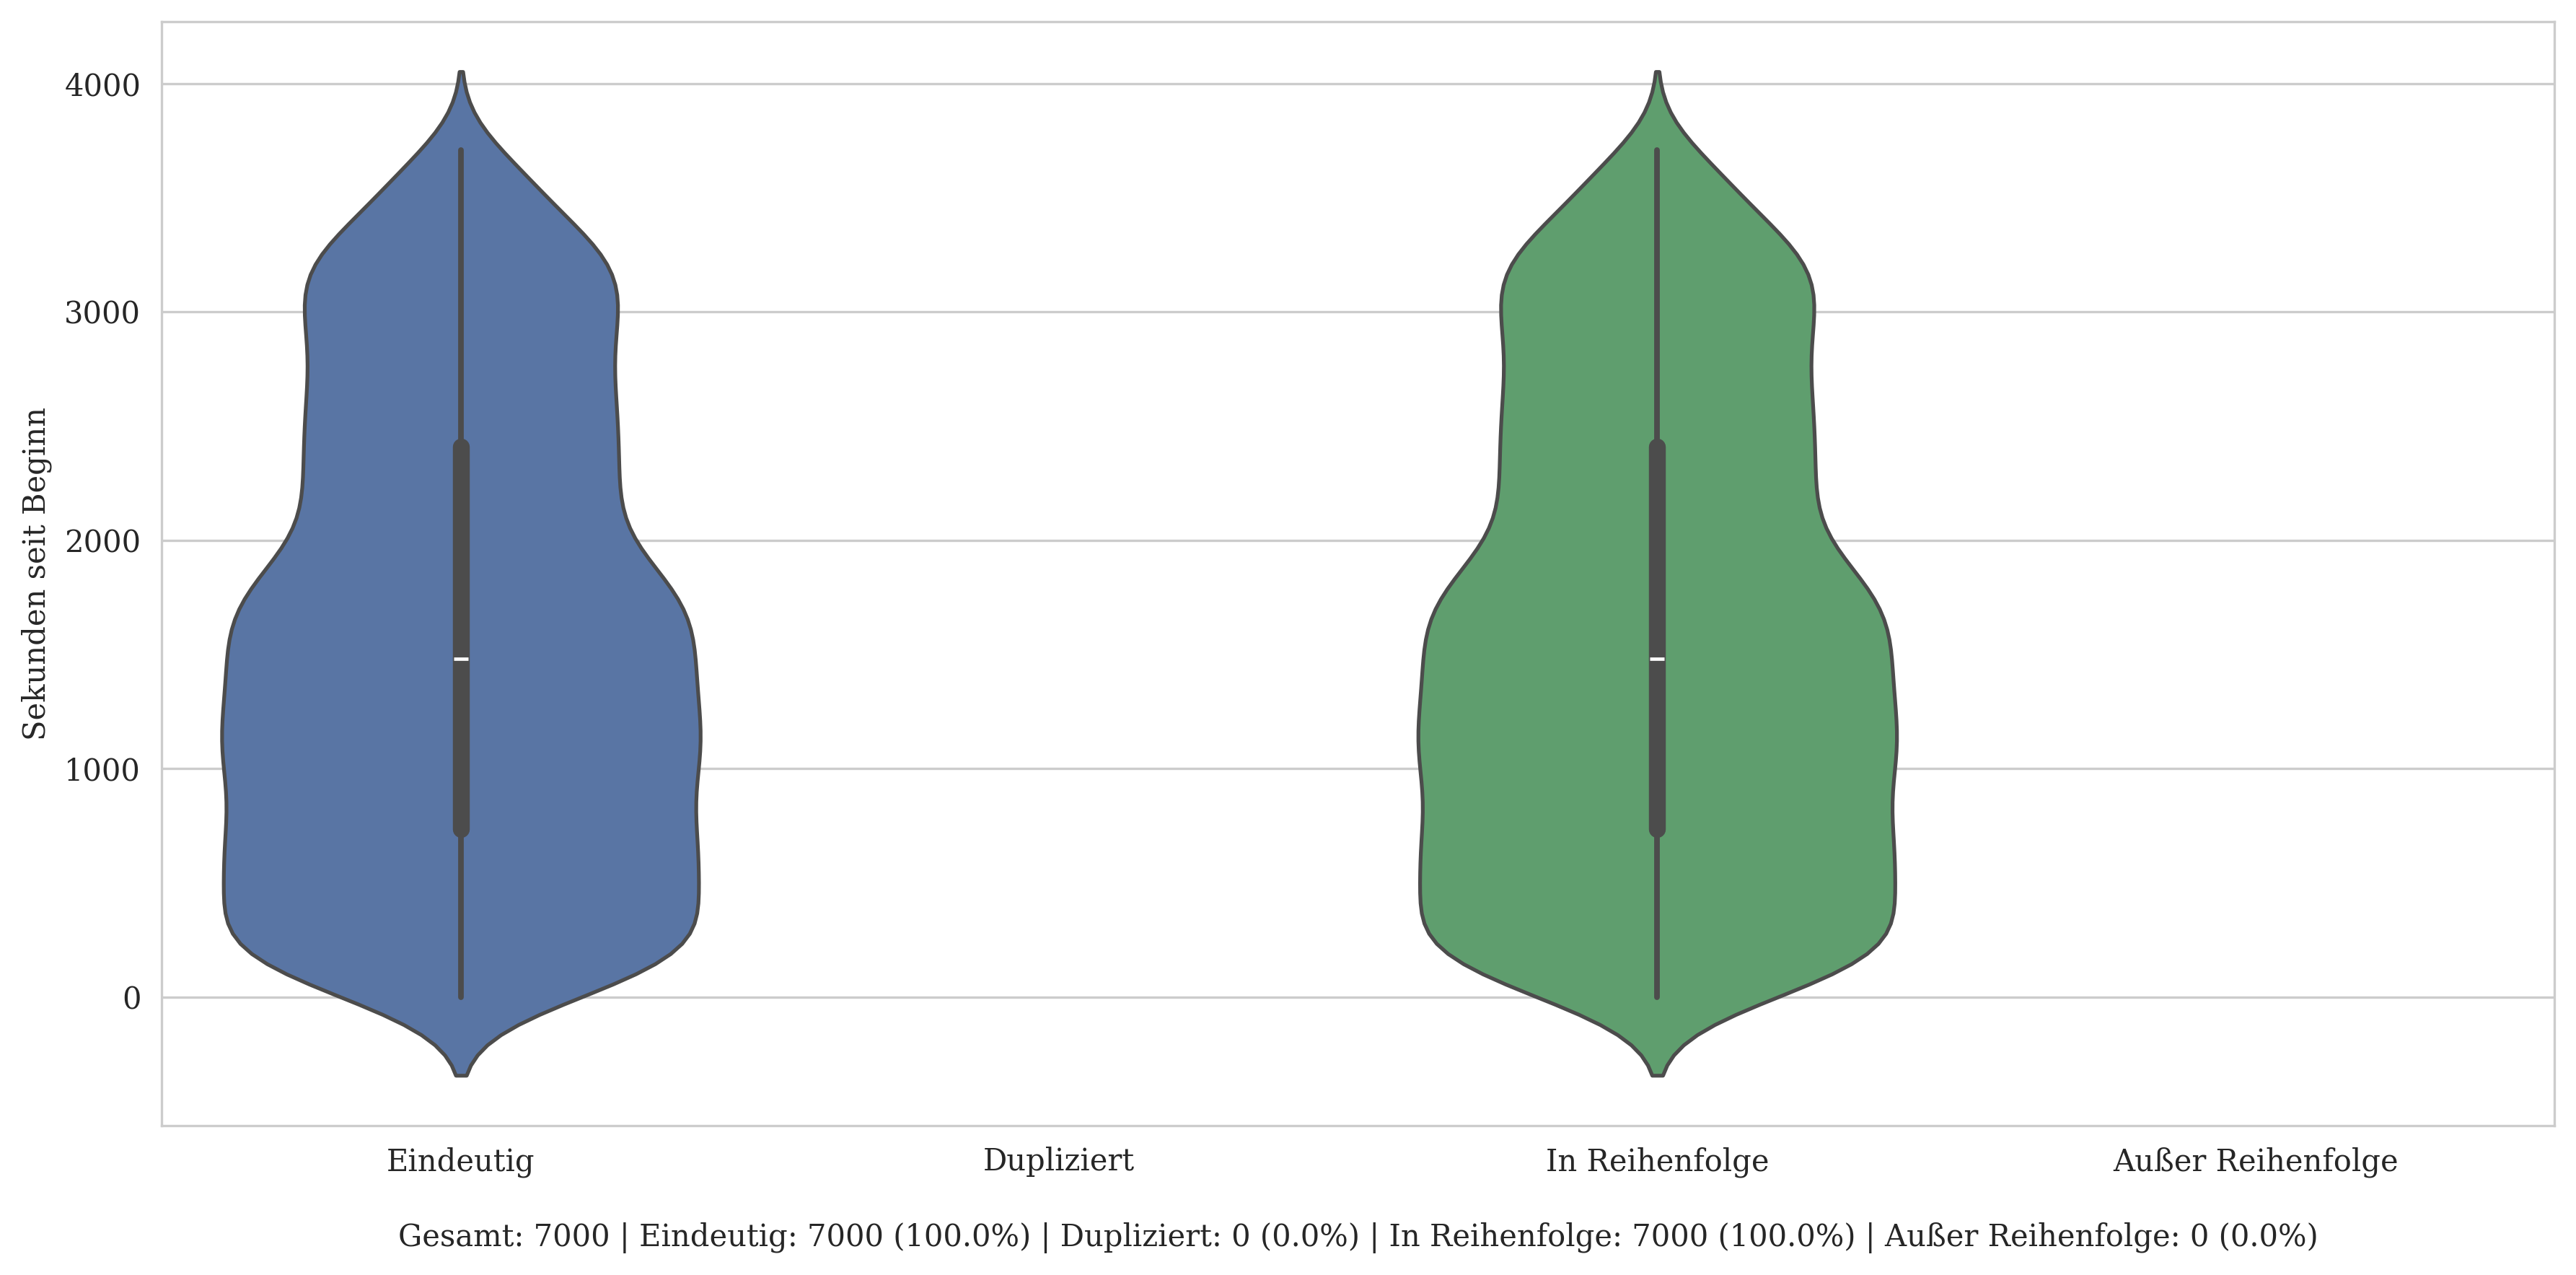 Sekunden seit Beginn
4000
3000
2000
1000
0
Eindeutig
Dupliziert
In Reihenfolge
Außer Reihenfolge
Gesamt: 7000 | Eindeutig: 7000 (100.0%) | Dupliziert: 0 (0.0%) | In Reihenfolge: 7000 (100.0%) | Außer Reihenfolge: 0 (0.0%)